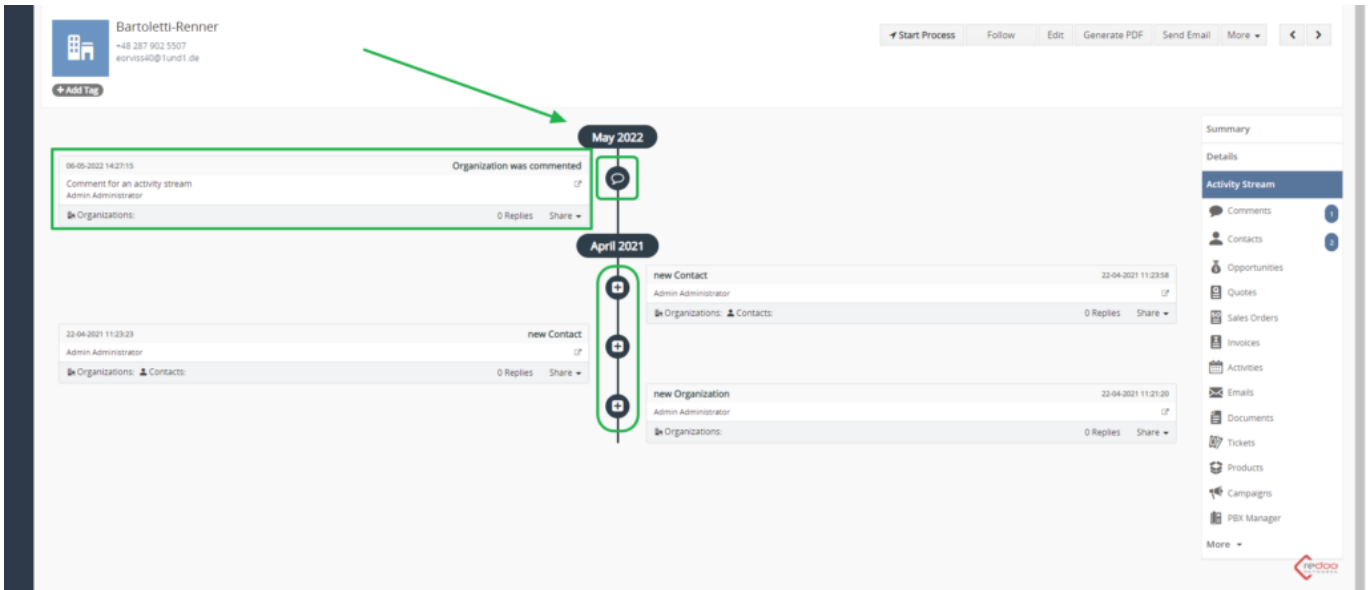 Bartoletti-Renner
+48 287 902 5507
eorviss40@1und1.de
Add Tag
Start Process Follow Edit Generate PDF Send Email More
May 2022
06-05-2022 14:27:15 Organization was commented
Comment for an activity stream
Admin Administrator
Organizations: 0 Replies Share
April 2021
new Contact 22-04-2021 11:23:58
Admin Administrator
Organizations: Contacts: 0 Replies Share
22-04-2021 11:23:23 new Contact
Admin Administrator
Organizations: Contacts: 0 Replies Share
new Organization 22-04-2021 11:21:20
Admin Administrator
Organizations: 0 Replies Share
Summary
Details
Activity Stream
Comments 1
Contacts 2
Opportunities
Quotes
Sales Orders
Invoices
Activities
Emails
Documents
Tickets
Products
Campaigns
PBX Manager
More
redoo
NETWORKS